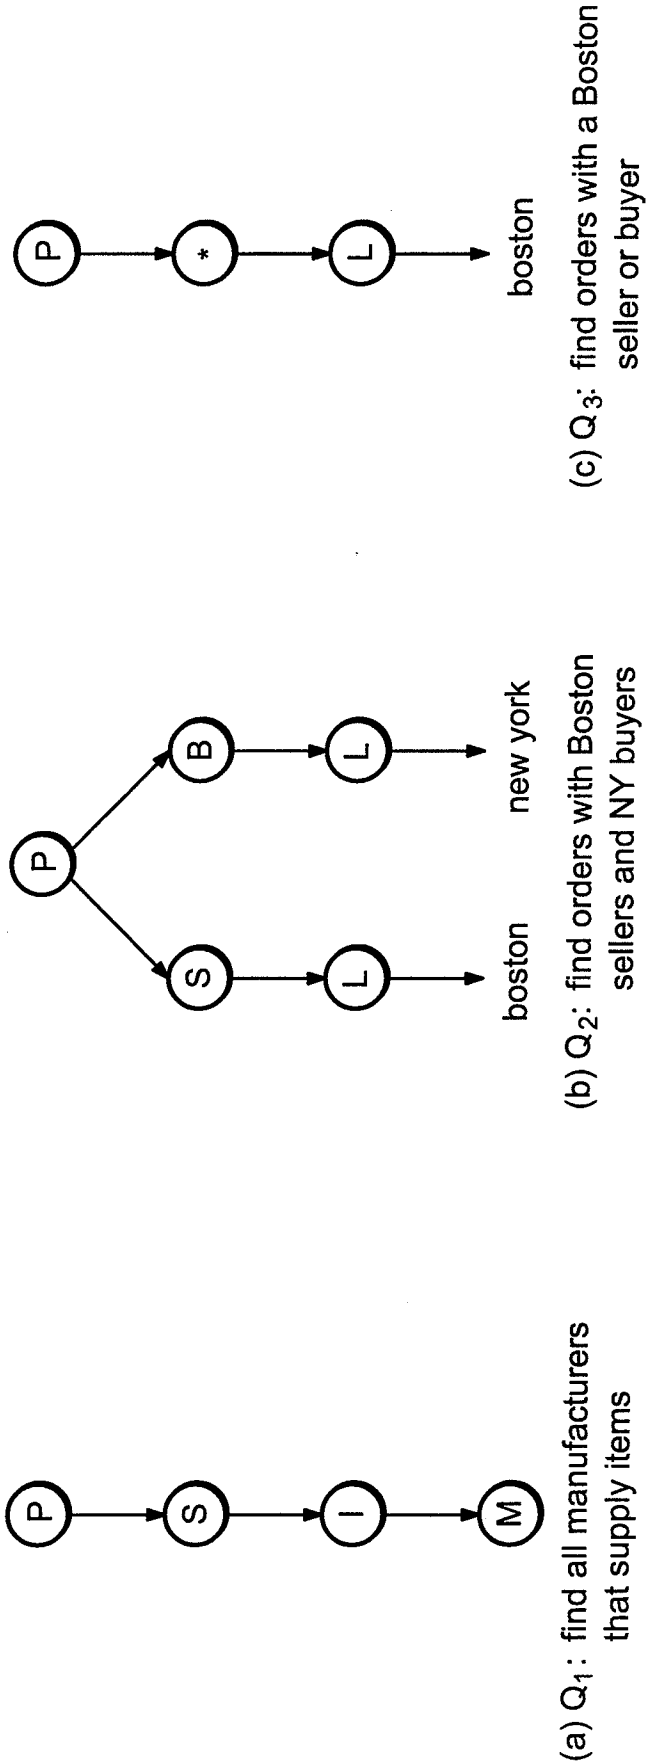 P
S
I
M
(a) Q1: find all manufacturers
that supply items
P
S
B
L
L
boston
new york
(b) Q2: find orders with Boston
sellers and NY buyers
P
*
L
boston
(c) Q3: find orders with a Boston
seller or buyer